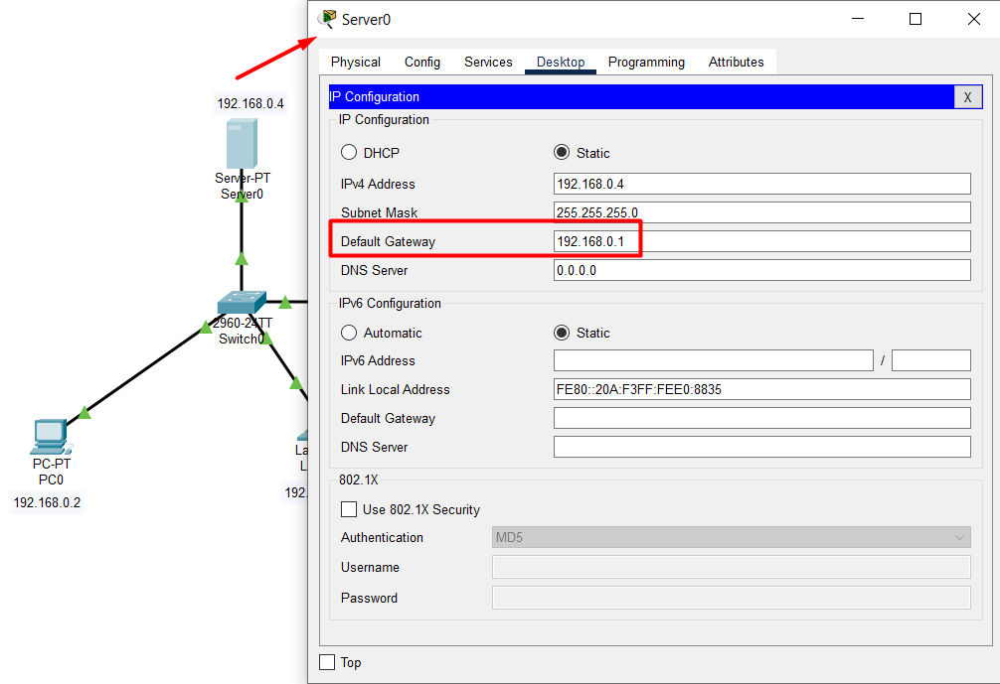 Server0
Physical Config Services Desktop Programming Attributes
IP Configuration
X
IP Configuration
DHCP
Static
IPv4 Address
192.168.0.4
Subnet Mask
255.255.255.0
Default Gateway
192.168.0.1
DNS Server
0.0.0.0
IPv6 Configuration
Automatic
Static
IPv6 Address
/
Link Local Address
FE80::20A:F3FF:FEE0:8835
Default Gateway
DNS Server
802.1X
Use 802.1X Security
Authentication
MD5
Username
Password
Top
192.168.0.4
Server-PT
Server0
2960-24TT
Switch0
PC-PT
PC0
192.168.0.2
La
L
192.